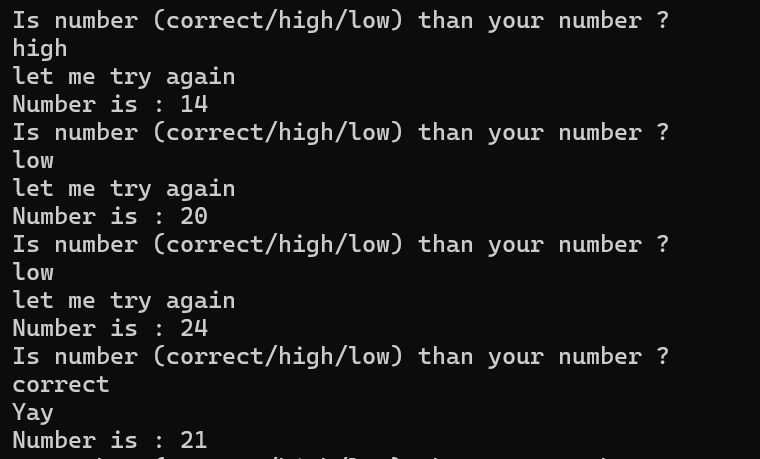 Is number (correct/high/low) than your number ?
high
let me try again
Number is : 14
Is number (correct/high/low) than your number ?
low
let me try again
Number is : 20
Is number (correct/high/low) than your number ?
low
let me try again
Number is : 24
Is number (correct/high/low) than your number ?
correct
Yay
Number is : 21